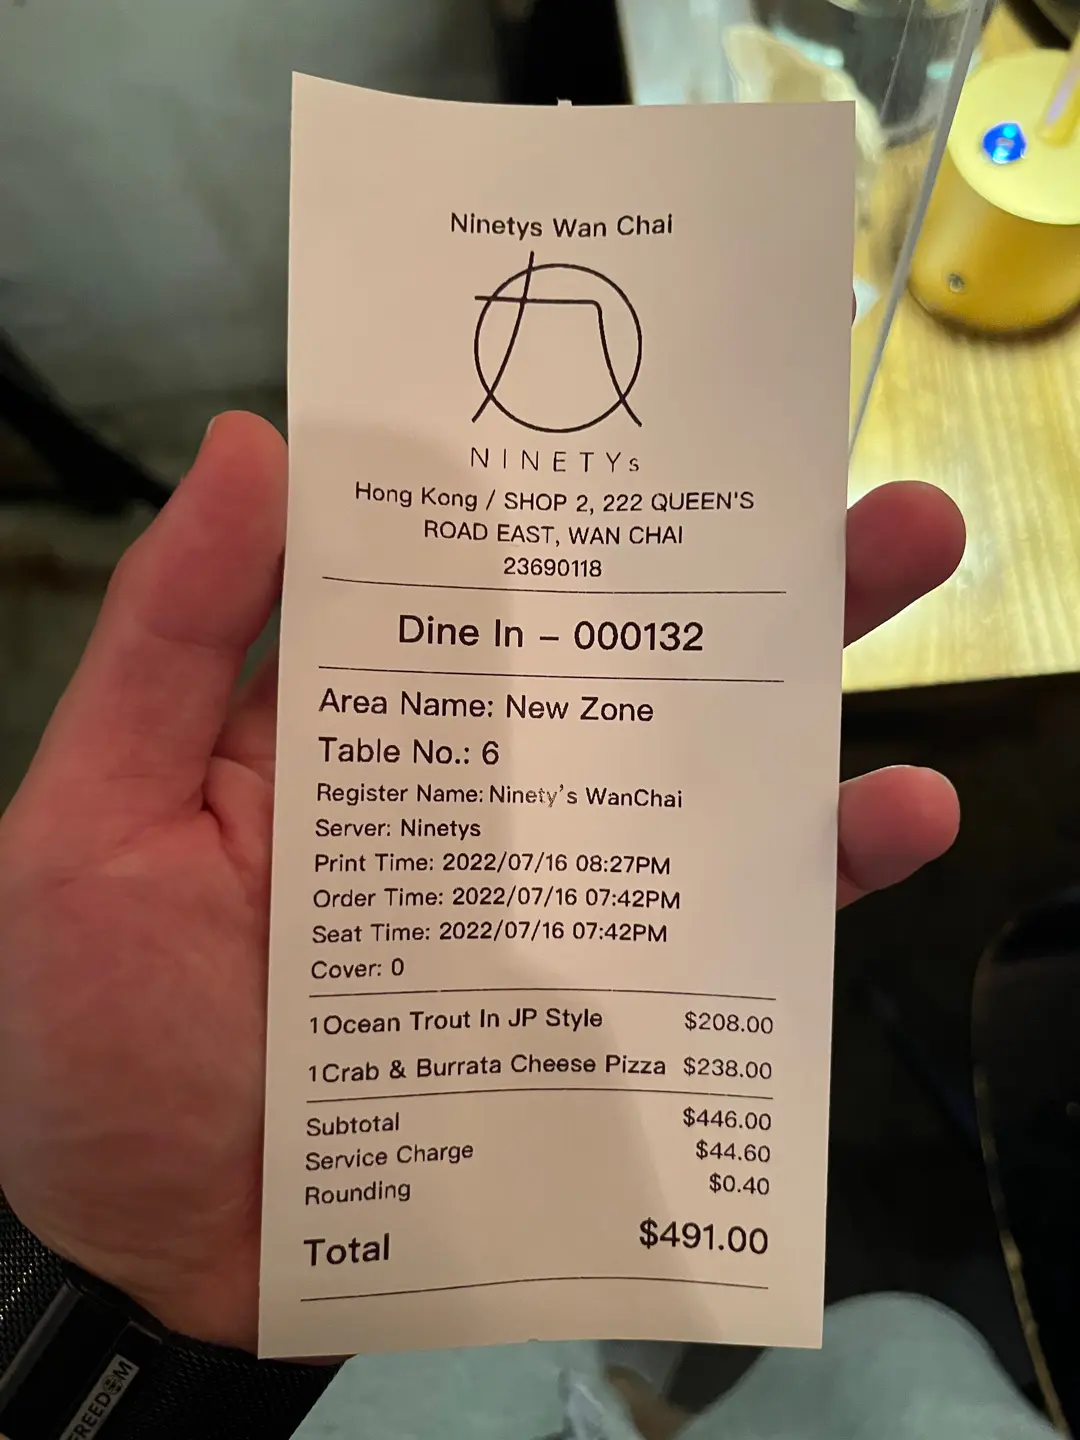 Ninetys Wan Chai
NINETYs
Hong Kong / SHOP 2, 222 QUEEN'S
ROAD EAST, WAN CHAI
23690118
Dine In – 000132
Area Name: New Zone
Table No.: 6
Register Name: Ninety's WanChai
Server: Ninetys
Print Time: 2022/07/16 08:27PM
Order Time: 2022/07/16 07:42PM
Seat Time: 2022/07/16 07:42PM
Cover: 0
1 Ocean Trout In JP Style $208.00
1 Crab & Burrata Cheese Pizza $238.00
Subtotal $446.00
Service Charge $44.60
Rounding $0.40
Total $491.00
FREEDOM